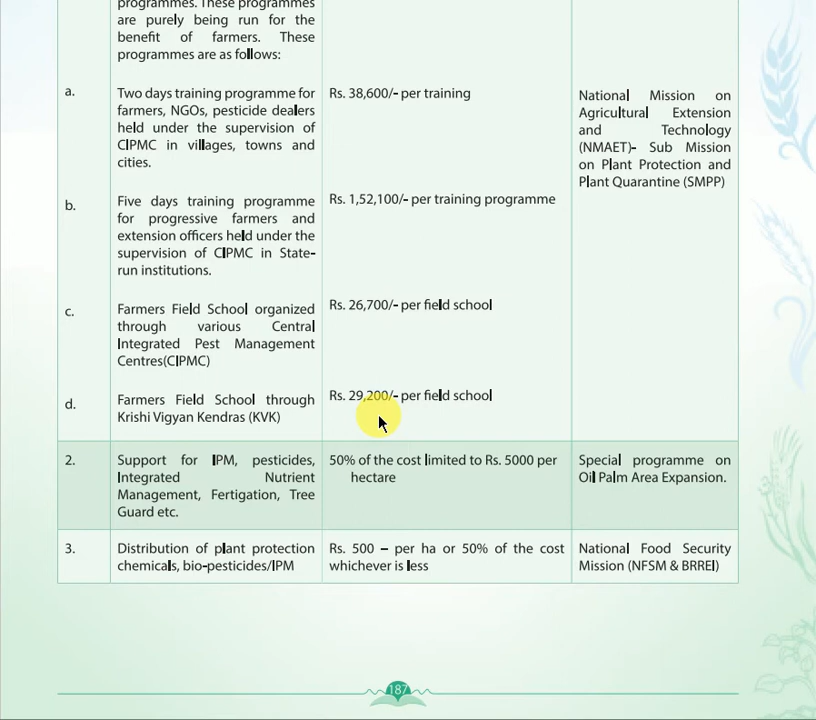 programmes. These programmes
are purely being run for the
benefit of farmers. These
programmes are as follows:
a.
Two days training programme for
farmers, NGOs, pesticide dealers
held under the supervision of
CIPMC in villages, towns and
cities.
Rs. 38,600/- per training
National Mission on
Agricultural Extension
and Technology
(NMAET)- Sub Mission
on Plant Protection and
Plant Quarantine (SMPP)
b.
Five days training programme
for progressive farmers and
extension officers held under the
supervision of CIPMC in State-
run institutions.
Rs. 1,52,100/- per training programme
c.
Farmers Field School organized
through various Central
Integrated Pest Management
Centres(CIPMC)
Rs. 26,700/- per field school
d.
Farmers Field School through
Krishi Vigyan Kendras (KVK)
Rs. 29,200/- per field school
2.
Support for IPM, pesticides,
Integrated Nutrient
Management, Fertigation, Tree
Guard etc.
50% of the cost limited to Rs. 5000 per
hectare
Special programme on
Oil Palm Area Expansion.
3.
Distribution of plant protection
chemicals, bio-pesticides/IPM
Rs. 500 – per ha or 50% of the cost
whichever is less
National Food Security
Mission (NFSM & BRREI)
187